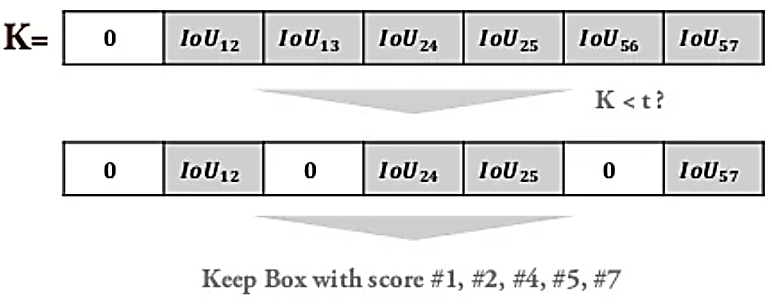 K= 0 IoU₁₂ IoU₁₃ IoU₂₄ IoU₂₅ IoU₅₆ IoU₅₇
K < t?
0 IoU₁₂ 0 IoU₂₄ IoU₂₅ 0 IoU₅₇
Keep Box with score #1, #2, #4, #5, #7